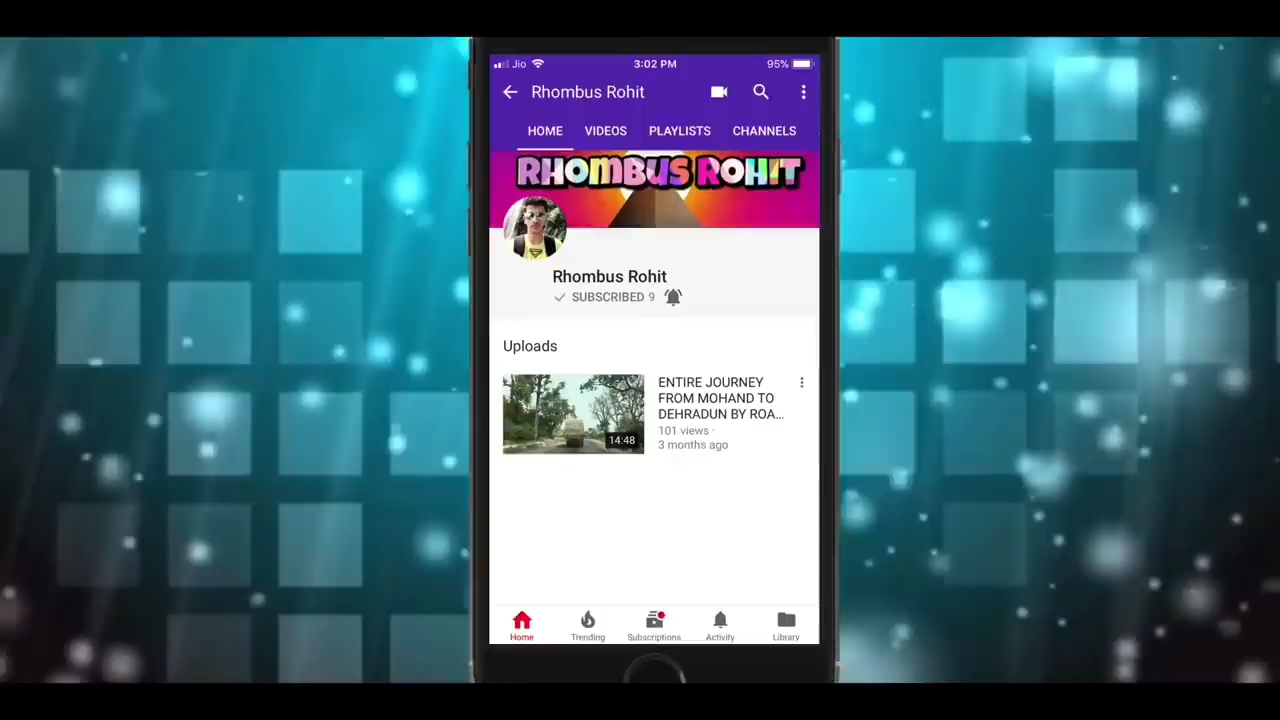 Jio 3:02 PM 95%
Rhombus Rohit
HOME VIDEOS PLAYLISTS CHANNELS
RHOMBUS ROHIT
Rhombus Rohit
SUBSCRIBED 9
Uploads
ENTIRE JOURNEY
FROM MOHAND TO
DEHRADUN BY ROA...
14:48
101 views ·
3 months ago
Home Trending Subscriptions Activity Library